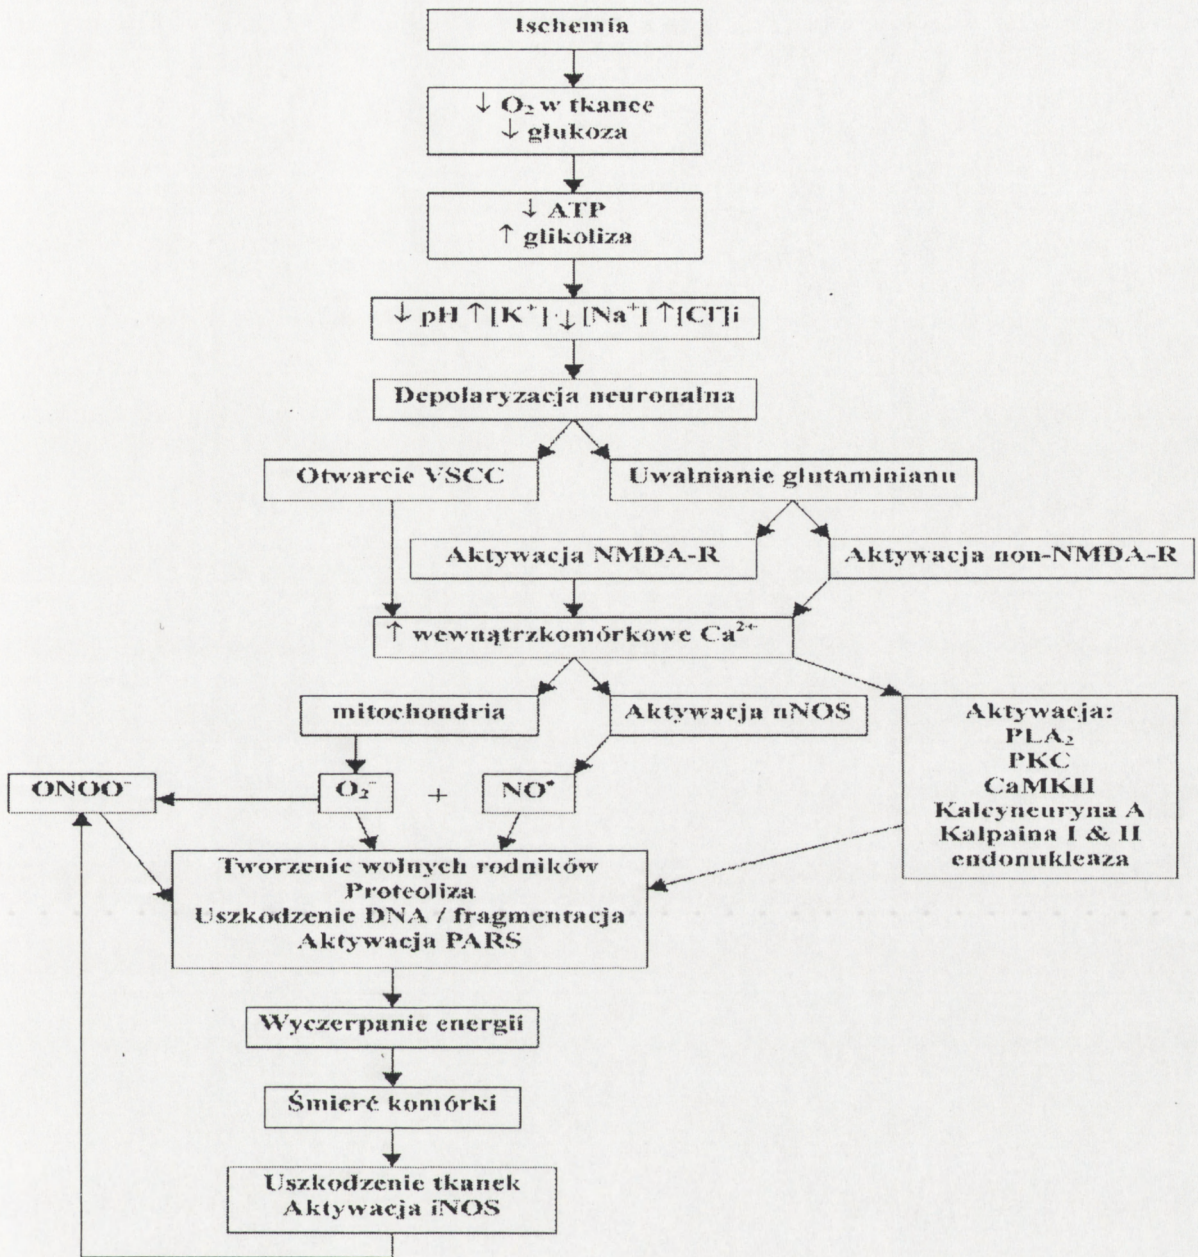 Ischemia
↓ O₂ w tkance
↓ glukoza
↓ ATP
↑ glikoliza
↓ pH ↑ [K⁺] ↓ [Na⁺] ↑ [Cl⁻]i
Depolaryzacja neuronalna
Otwarcie VSCC
Uwalnianie glutaminianu
Aktywacja NMDA-R
Aktywacja non-NMDA-R
↑ wewnątrzkomórkowe Ca²⁺
mitochondria
Aktywacja nNOS
Aktywacja:
PLA₂
PKC
CaMKII
Kalcyneuryna A
Kalpaina I & II
endonukleaza
ONOO⁻
O₂⁻
+
NO•
Tworzenie wolnych rodników
Proteoliza
Uszkodzenie DNA / fragmentacja
Aktywacja PARS
Wyczerpanie energii
Śmierć komórki
Uszkodzenie tkanek
Aktywacja iNOS